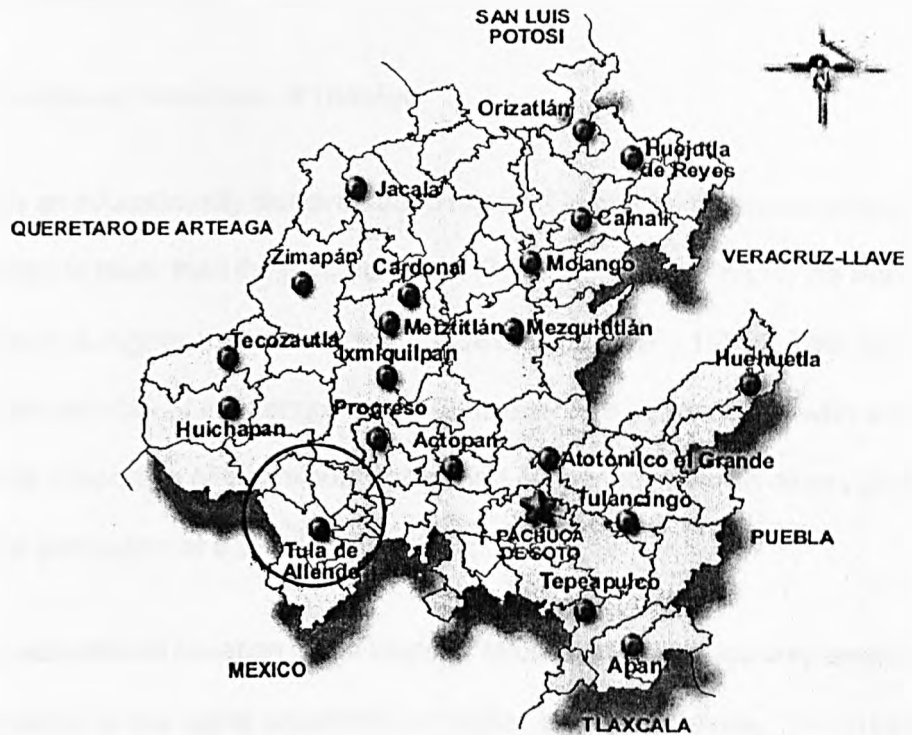 SAN LUIS
POTOSI
Orizatlán
Huejutla
de Reyes
Jacala
Calnali
QUERETARO DE ARTEAGA
Zimapán
Cardonal
Molango
VERACRUZ-LLAVE
Metztitlán
Mezquintlán
Tecozautla
Ixmiquilpan
Huehuetla
Huichapan
Progreso
Actopan
Atotonilco el Grande
Tulancingo
PACHUCA
DE SOTO
PUEBLA
Tula de
Allende
Tepeapulco
MEXICO
Apan
TLAXCALA